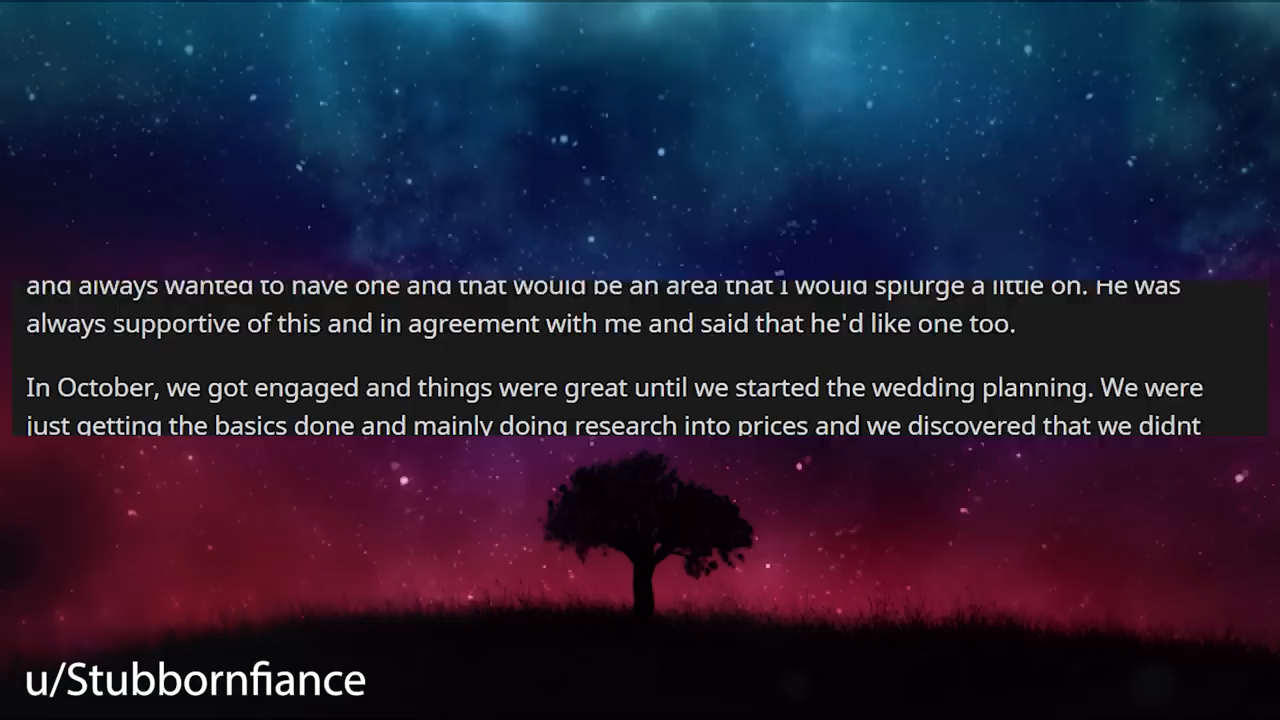 and always wanted to have one and that would be an area that I would splurge a little on. He was
always supportive of this and in agreement with me and said that he'd like one too.
In October, we got engaged and things were great until we started the wedding planning. We were
just getting the basics done and mainly doing research into prices and we discovered that we didnt
u/Stubbornfiance